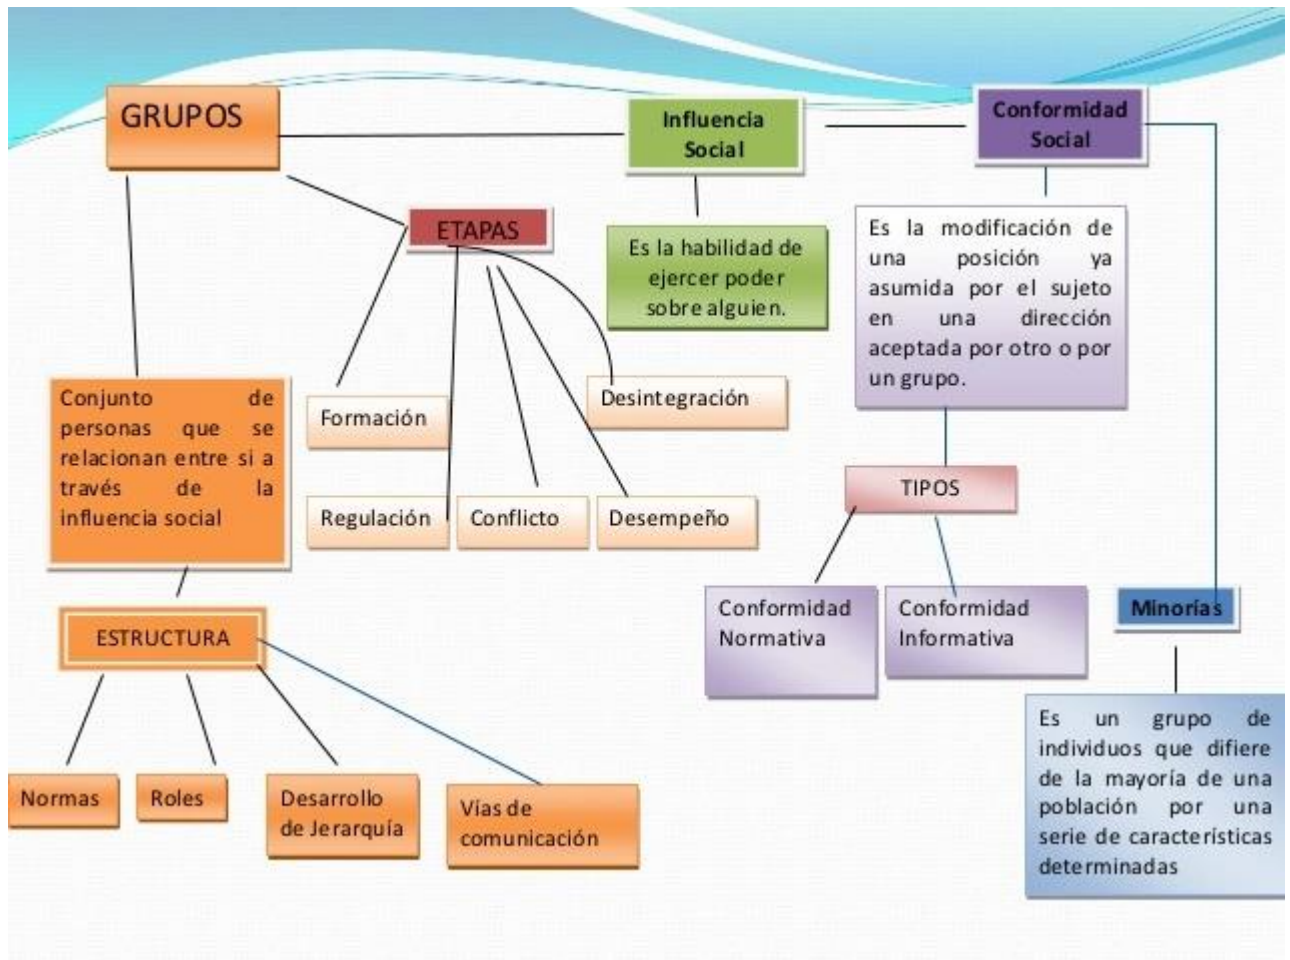 GRUPOS
Influencia
Social
Conformidad
Social
ETAPAS
Es la habilidad de
ejercer poder
sobre alguien.
Es la modificación de
una posición ya
asumida por el sujeto
en una dirección
aceptada por otro o por
un grupo.
Conjunto de
personas que se
relacionan entre si a
través de la
influencia social
Formación
Desintegración
Regulación
Conflicto
Desempeño
TIPOS
Conformidad
Normativa
Conformidad
Informativa
Minorías
ESTRUCTURA
Normas
Roles
Desarrollo
de Jerarquía
Vías de
comunicación
Es un grupo de
individuos que difiere
de la mayoría de una
población por una
serie de características
determinadas